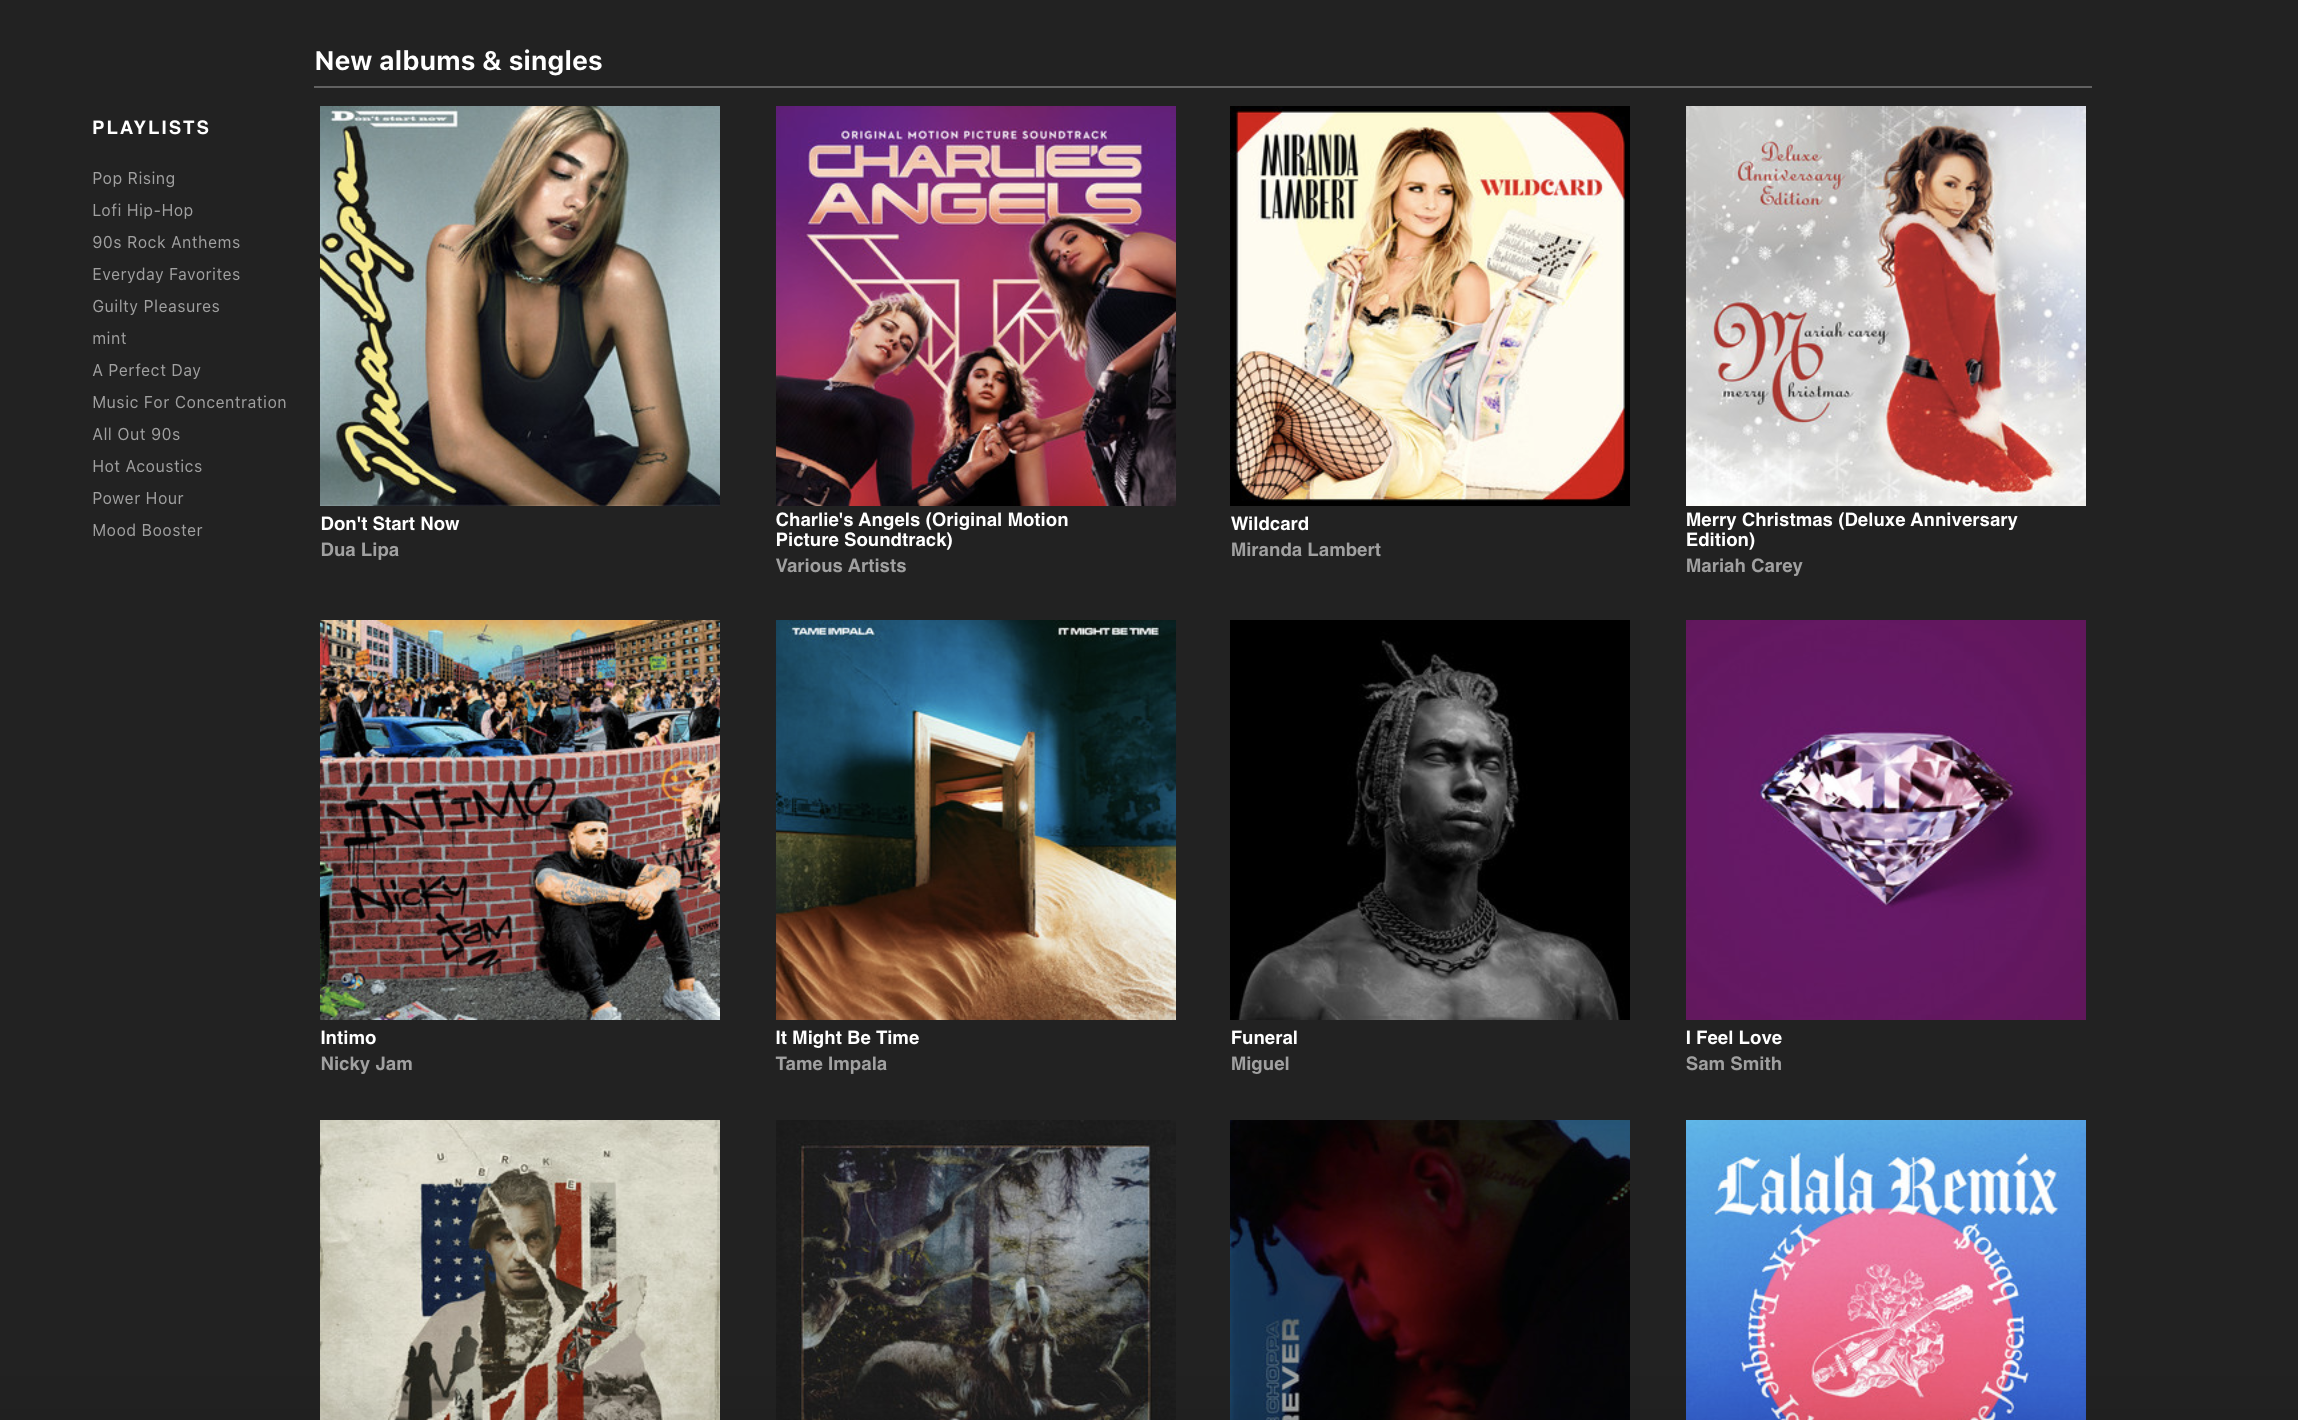 New albums & singles
PLAYLISTS
Pop Rising
Lofi Hip-Hop
90s Rock Anthems
Everyday Favorites
Guilty Pleasures
mint
A Perfect Day
Music For Concentration
All Out 90s
Hot Acoustics
Power Hour
Mood Booster
Don't start now
Dua Lipa
Don't Start Now
Dua Lipa
ORIGINAL MOTION PICTURE SOUNDTRACK
CHARLIE'S
ANGELS
Charlie's Angels (Original Motion
Picture Soundtrack)
Various Artists
MIRANDA
LAMBERT
WILDCARD
Wildcard
Miranda Lambert
Deluxe
Anniversary
Edition
Mariah carey
merry Christmas
Merry Christmas (Deluxe Anniversary
Edition)
Mariah Carey
ÍNTIMO
Nicky
Jam
Intimo
Nicky Jam
TAME IMPALA
IT MIGHT BE TIME
It Might Be Time
Tame Impala
Funeral
Miguel
I Feel Love
Sam Smith
UNBROKEN
CHOPPA
EVER
Lalala Remix
Y2K
$
bbno
Enrique
Jepsen